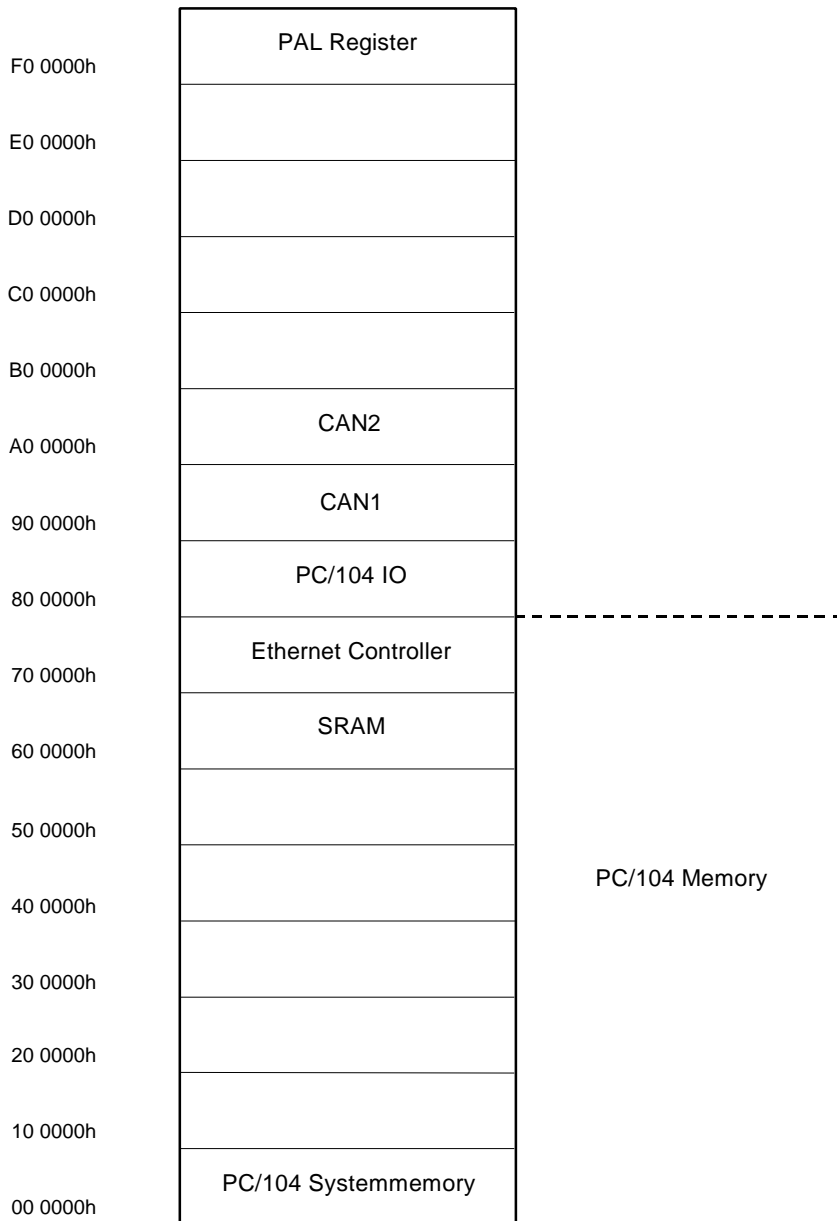 PAL Register
F0 0000h
E0 0000h
D0 0000h
C0 0000h
B0 0000h
CAN2
A0 0000h
CAN1
90 0000h
PC/104 IO
80 0000h
Ethernet Controller
70 0000h
SRAM
60 0000h
50 0000h
PC/104 Memory
40 0000h
30 0000h
20 0000h
10 0000h
PC/104 Systemmemory
00 0000h